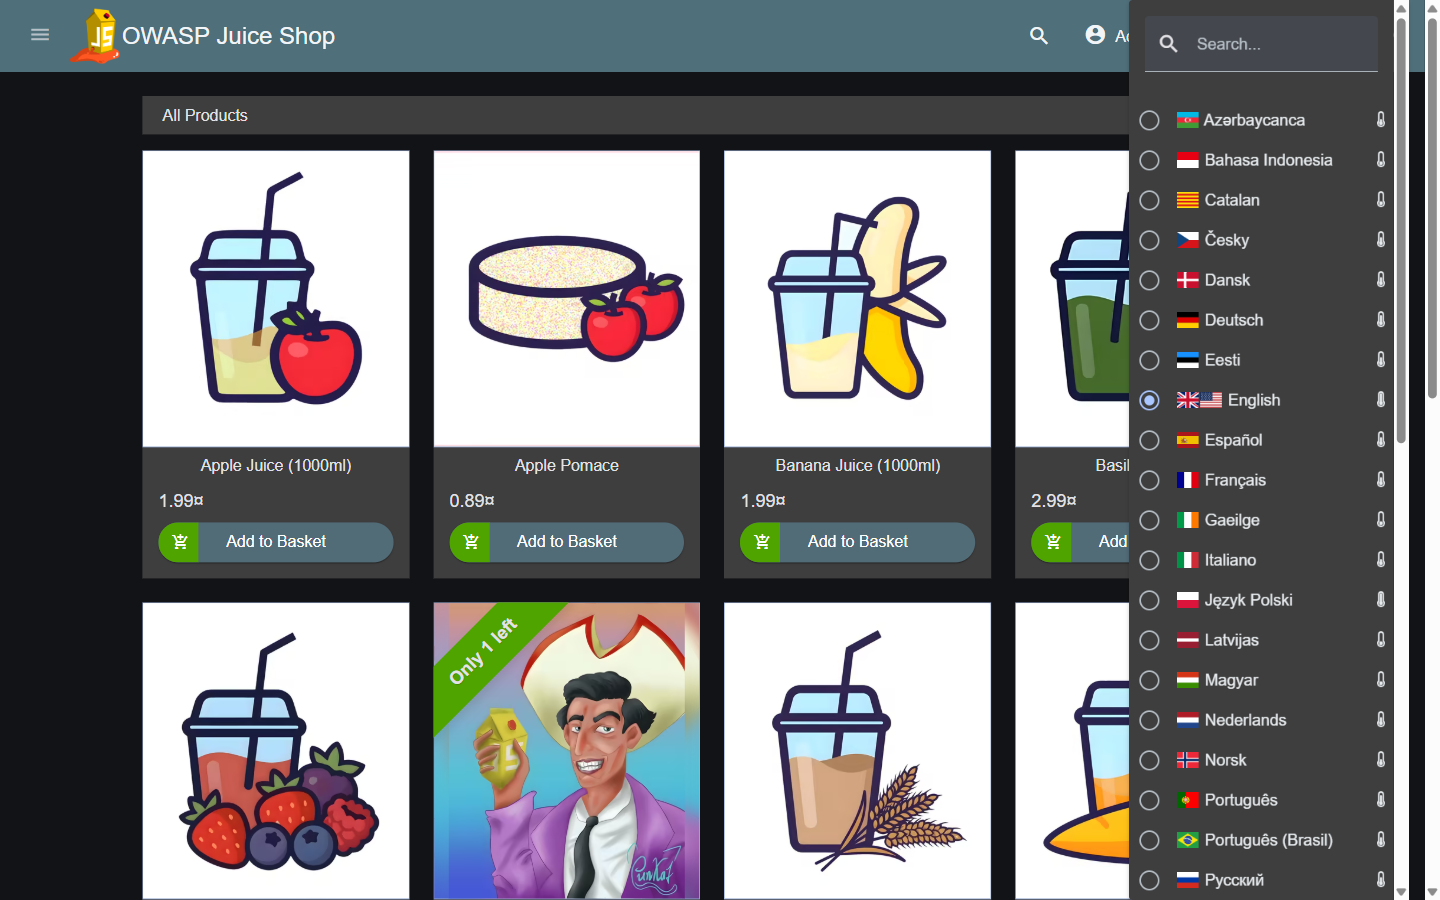 OWASP Juice Shop
Search...
All Products
Apple Juice (1000ml)
1.99¤
Add to Basket
Apple Pomace
0.89¤
Add to Basket
Banana Juice (1000ml)
1.99¤
Add to Basket
2.99¤
Add
Only 1 left
JS
Azərbaycanca
Bahasa Indonesia
Catalan
Česky
Dansk
Deutsch
Eesti
English
Español
Français
Gaeilge
Italiano
Język Polski
Latvijas
Magyar
Nederlands
Norsk
Português
Português (Brasil)
Русский